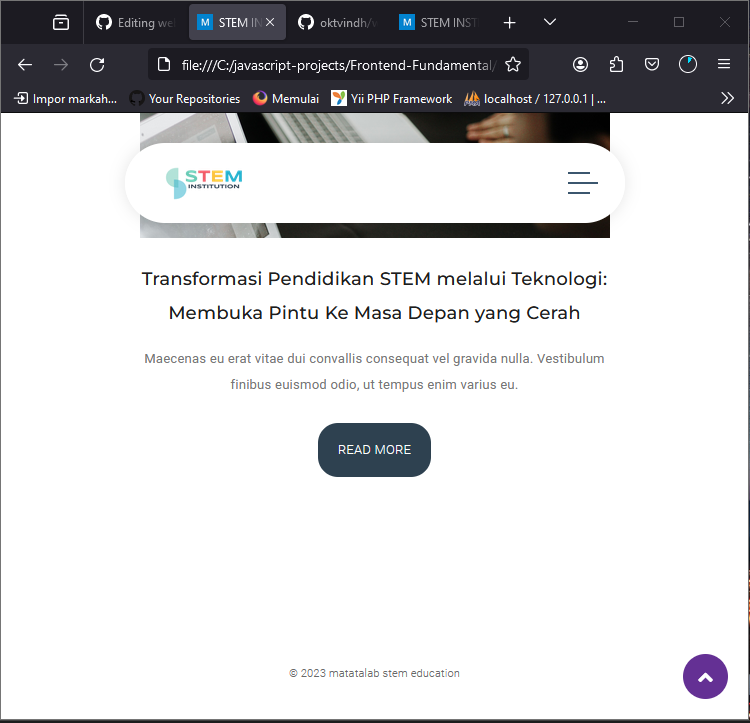 Editing we
STEM IN
oktvindh/
STEM INST
file:///C:/javascript-projects/Frontend-Fundamental/
Impor markah...
Your Repositories
Memulai
Yii PHP Framework
localhost / 127.0.0.1 | ...
STEM
INSTITUTION
Transformasi Pendidikan STEM melalui Teknologi:
Membuka Pintu Ke Masa Depan yang Cerah
Maecenas eu erat vitae dui convallis consequat vel gravida nulla. Vestibulum
finibus euismod odio, ut tempus enim varius eu.
READ MORE
© 2023 matatalab stem education